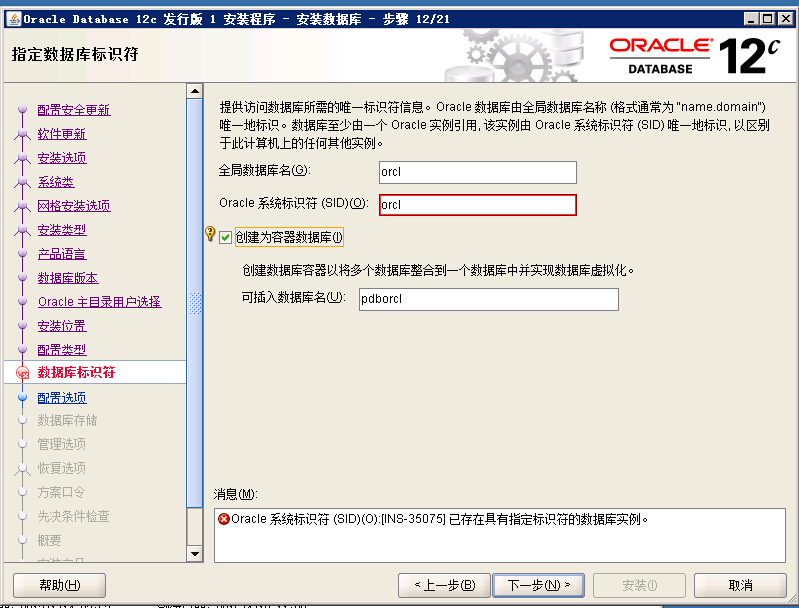 Oracle Database 12c 发行版 1 安装程序 - 安装数据库 - 步骤 12/21
指定数据库标识符
ORACLE
DATABASE
12c
配置安全更新
软件更新
安装选项
系统类
网格安装选项
安装类型
产品语言
数据库版本
Oracle 主目录用户选择
安装位置
配置类型
数据库标识符
配置选项
数据库存储
管理选项
恢复选项
方案口令
先决条件检查
概要
提供访问数据库所需的唯一标识符信息。Oracle 数据库由全局数据库名称 (格式通常为 "name.domain")
唯一地标识。数据库至少由一个 Oracle 实例引用, 该实例由 Oracle 系统标识符 (SID) 唯一地标识, 以区别
于此计算机上的任何其他实例。
全局数据库名(G): orcl
Oracle 系统标识符 (SID)(O): orcl
创建为容器数据库(I)
创建数据库容器以将多个数据库整合到一个数据库中并实现数据库虚拟化。
可插入数据库名(U): pdborcl
消息(M):
Oracle 系统标识符 (SID)(O):[INS-35075] 已存在具有指定标识符的数据库实例。
帮助(H)
< 上一步(B)
下一步(N) >
安装(I)
取消